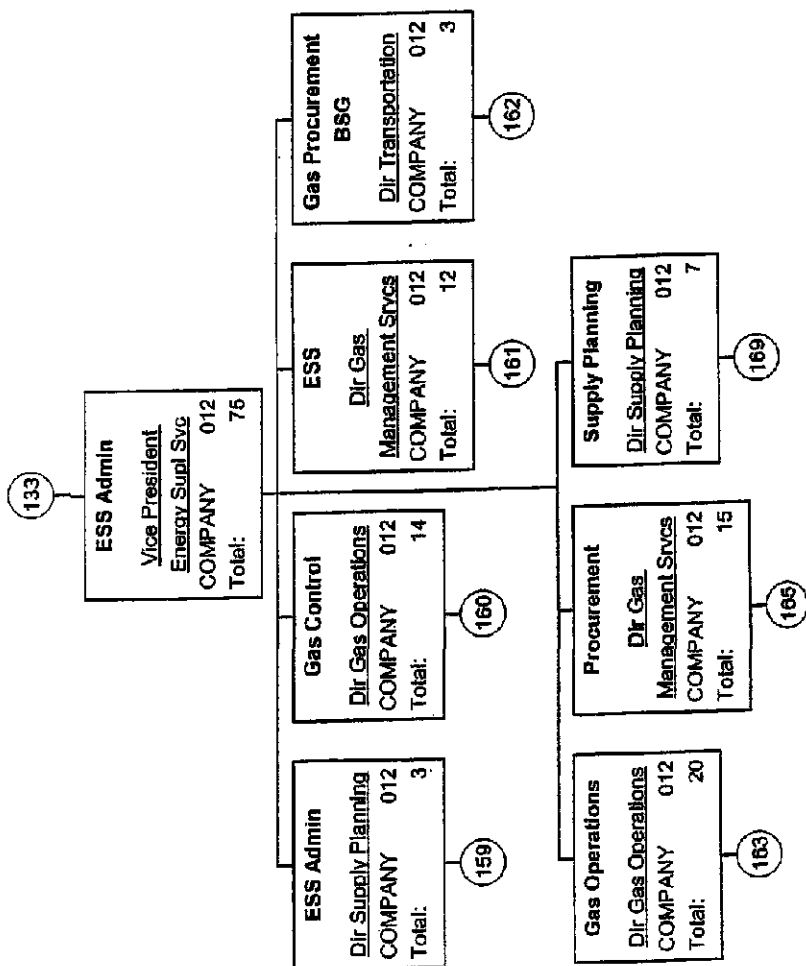 133
ESS Admin
Vice President
Energy Supl Svc
COMPANY 012
Total: 75
ESS Admin
Dir Supply Planning
COMPANY 012
Total: 3
159
Gas Control
Dir Gas Operations
COMPANY 012
Total: 14
160
ESS
Dir Gas
Management Srvcs
COMPANY 012
Total: 12
161
Gas Procurement
BSG
Dir Transportation
COMPANY 012
Total: 3
162
Gas Operations
Dir Gas Operations
COMPANY 012
Total: 20
163
Procurement
Dir Gas
Management Srvcs
COMPANY 012
Total: 15
165
Supply Planning
Dir Supply Planning
COMPANY 012
Total: 7
169